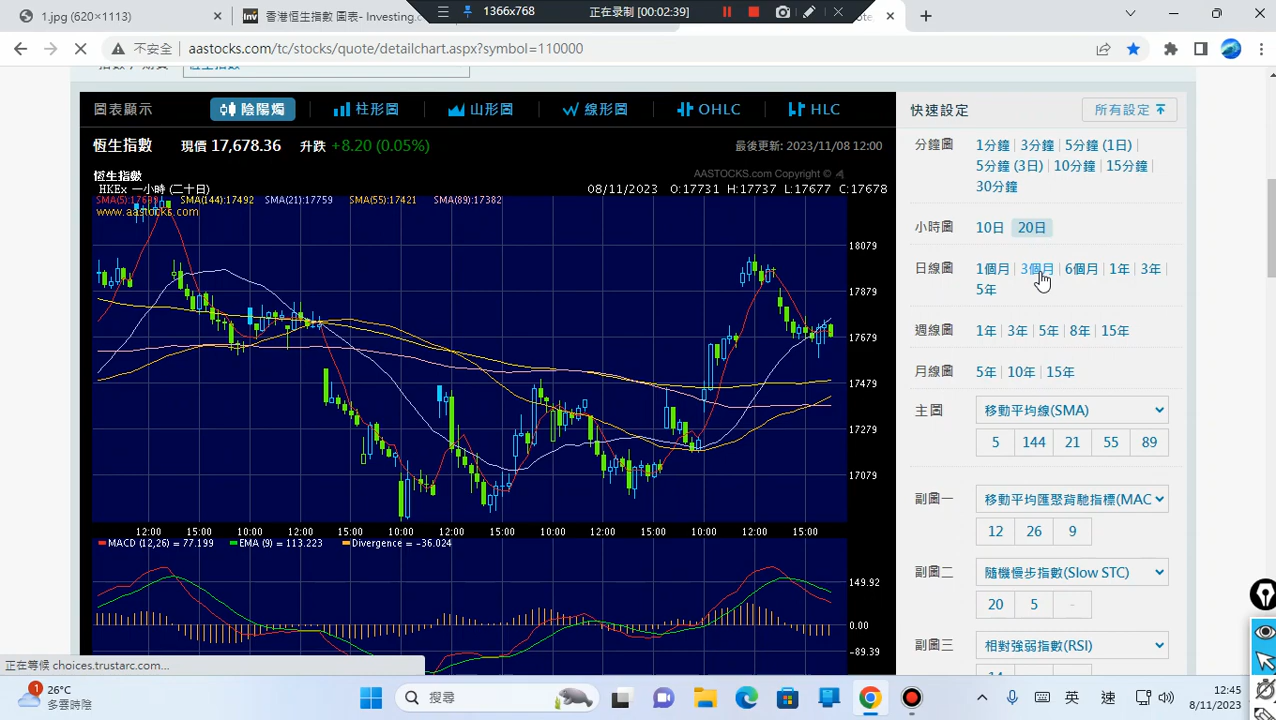 1.jpg (620×1113)
香港恒生指數 圖表- Investing.c
1366x768
正在录制 [00:02:39]
不安全
aastocks.com/tc/stocks/quote/detailchart.aspx?symbol=110000
圖表顯示
陰陽燭
柱形圖
山形圖
線形圖
OHLC
HLC
恆生指數
現價 17,678.36
升跌 +8.20 (0.05%)
最後更新: 2023/11/08 12:00
恆生指數
AASTOCKS.com Copyright ©
HKEx 一小時 (二十日)
08/11/2023 O:17731 H:17737 L:17677 C:17678
SMA(144)=17492 SMA(21)=17759 SMA(55)=17421 SMA(89)=17382
www.aastocks.com
18079
17879
17679
17479
17279
17079
12:00 15:00 10:00 12:00 15:00 10:00 12:00 15:00 10:00 12:00 15:00 10:00 12:00 15:00
MACD (12,26) = 77.199 EMA (9) = 113.223 Divergence = -36.024
149.92
0.00
-89.39
快速設定
所有設定
分鐘圖
1分鐘 3分鐘 5分鐘 (1日)
5分鐘 (3日) 10分鐘 15分鐘
30分鐘
小時圖
10日 20日
日線圖
1個月 3個月 6個月 1年 3年
5年
週線圖
1年 3年 5年 8年 15年
月線圖
5年 10年 15年
主圖
移動平均線(SMA)
5 144 21 55 89
副圖一
移動平均匯聚背馳指標(MAC
12 26 9
副圖二
隨機慢步指數(Slow STC)
20 5 -
副圖三
相對強弱指數(RSI)
正在等候 choices.trustarc.com...
1
26°C
多雲時陰
搜尋
英
速
12:45
8/11/2023